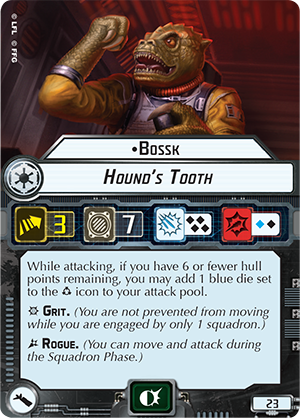 © LFL © FFG
•Bossk
Hound's Tooth
3 7
While attacking, if you have 6 or fewer hull
points remaining, you may add 1 blue die set
to the icon to your attack pool.
Grit. (You are not prevented from moving
while you are engaged by only 1 squadron.)
Rogue. (You can move and attack during
the Squadron Phase.)
23